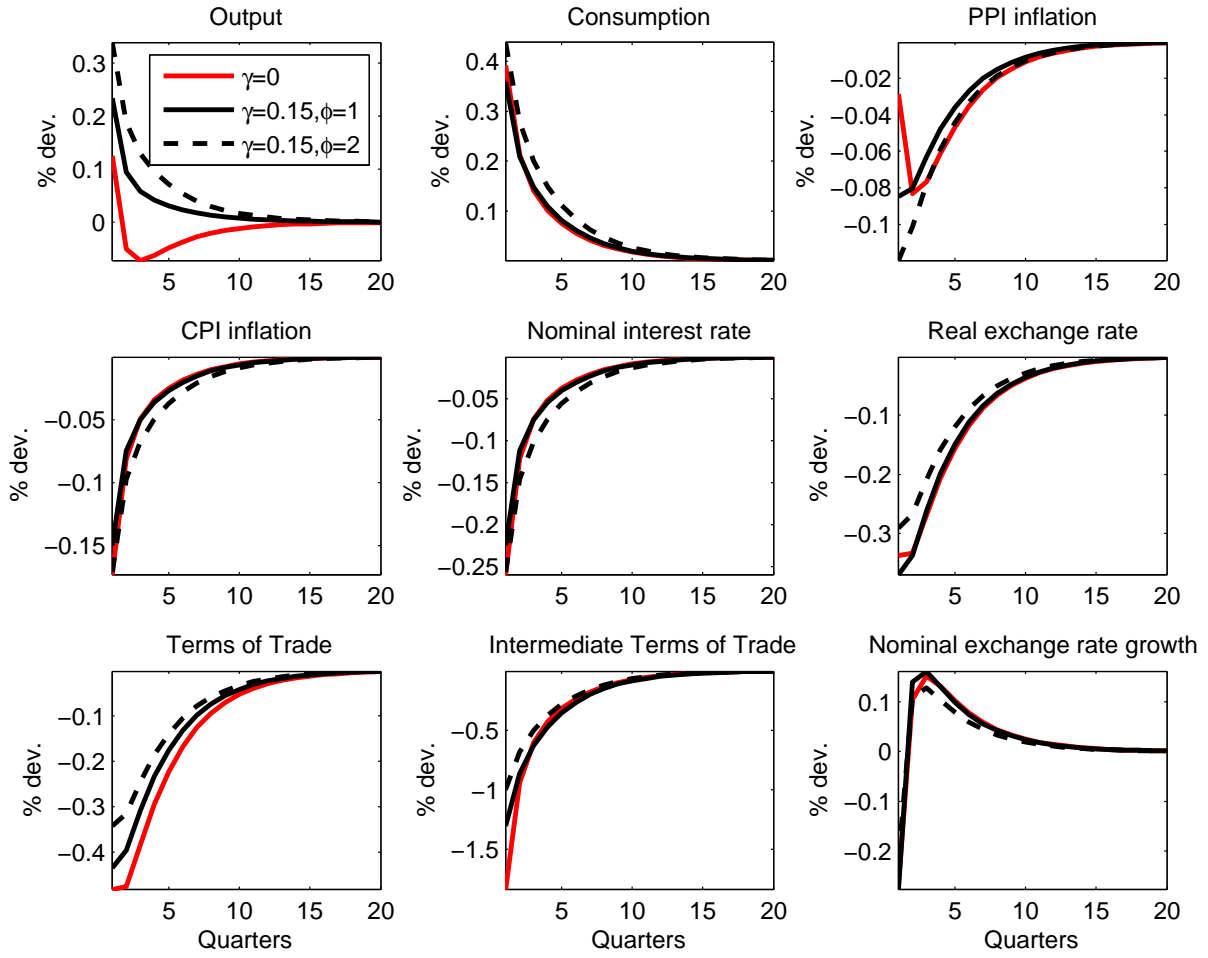 Output
% dev.
0.3
0.2
0.1
0
5 10 15 20
γ=0
γ=0.15,ϕ=1
γ=0.15,ϕ=2
Consumption
% dev.
0.4
0.3
0.2
0.1
5 10 15 20
PPI inflation
% dev.
−0.02
−0.04
−0.06
−0.08
−0.1
−0.12
5 10 15 20
CPI inflation
% dev.
−0.05
−0.1
−0.15
5 10 15 20
Nominal interest rate
% dev.
−0.05
−0.1
−0.15
−0.2
−0.25
5 10 15 20
Real exchange rate
% dev.
−0.1
−0.2
−0.3
5 10 15 20
Terms of Trade
% dev.
−0.1
−0.2
−0.3
−0.4
5 10 15 20
Quarters
Intermediate Terms of Trade
% dev.
−0.5
−1
−1.5
5 10 15 20
Quarters
Nominal exchange rate growth
% dev.
0.1
0
−0.1
−0.2
5 10 15 20
Quarters